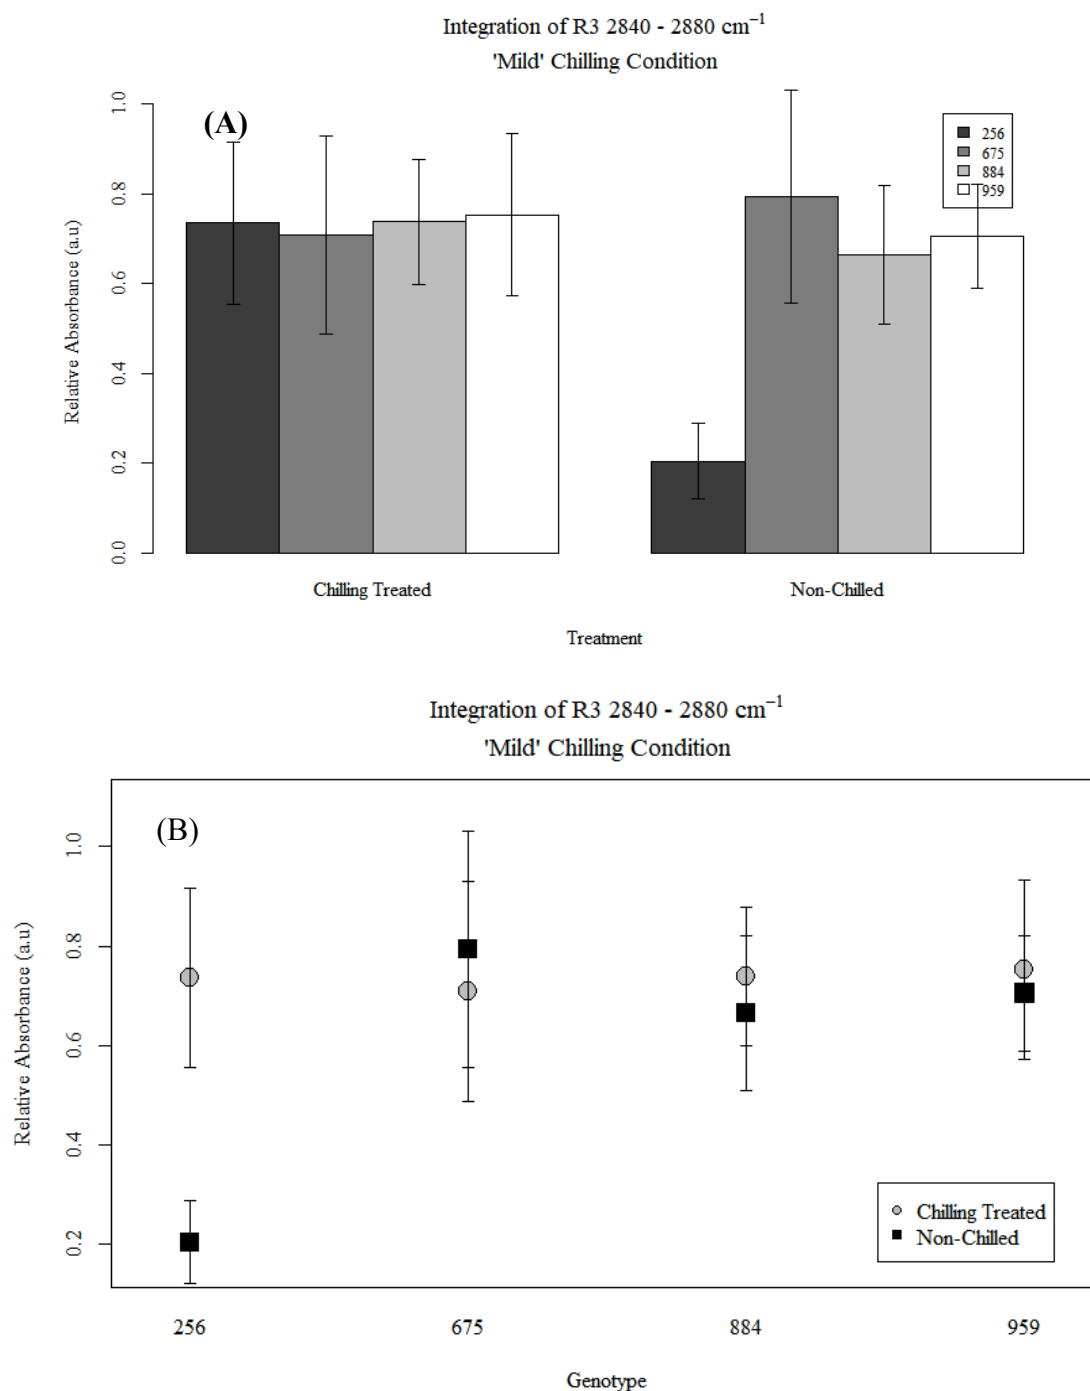 Integration of R3 2840 - 2880 cm⁻¹
'Mild' Chilling Condition
(A)
256
675
884
959
Relative Absorbance (a.u)
1.0
0.8
0.6
0.4
0.2
0.0
Chilling Treated
Non-Chilled
Treatment
Integration of R3 2840 - 2880 cm⁻¹
'Mild' Chilling Condition
(B)
Relative Absorbance (a.u)
1.0
0.8
0.6
0.4
0.2
Chilling Treated
Non-Chilled
256
675
884
959
Genotype